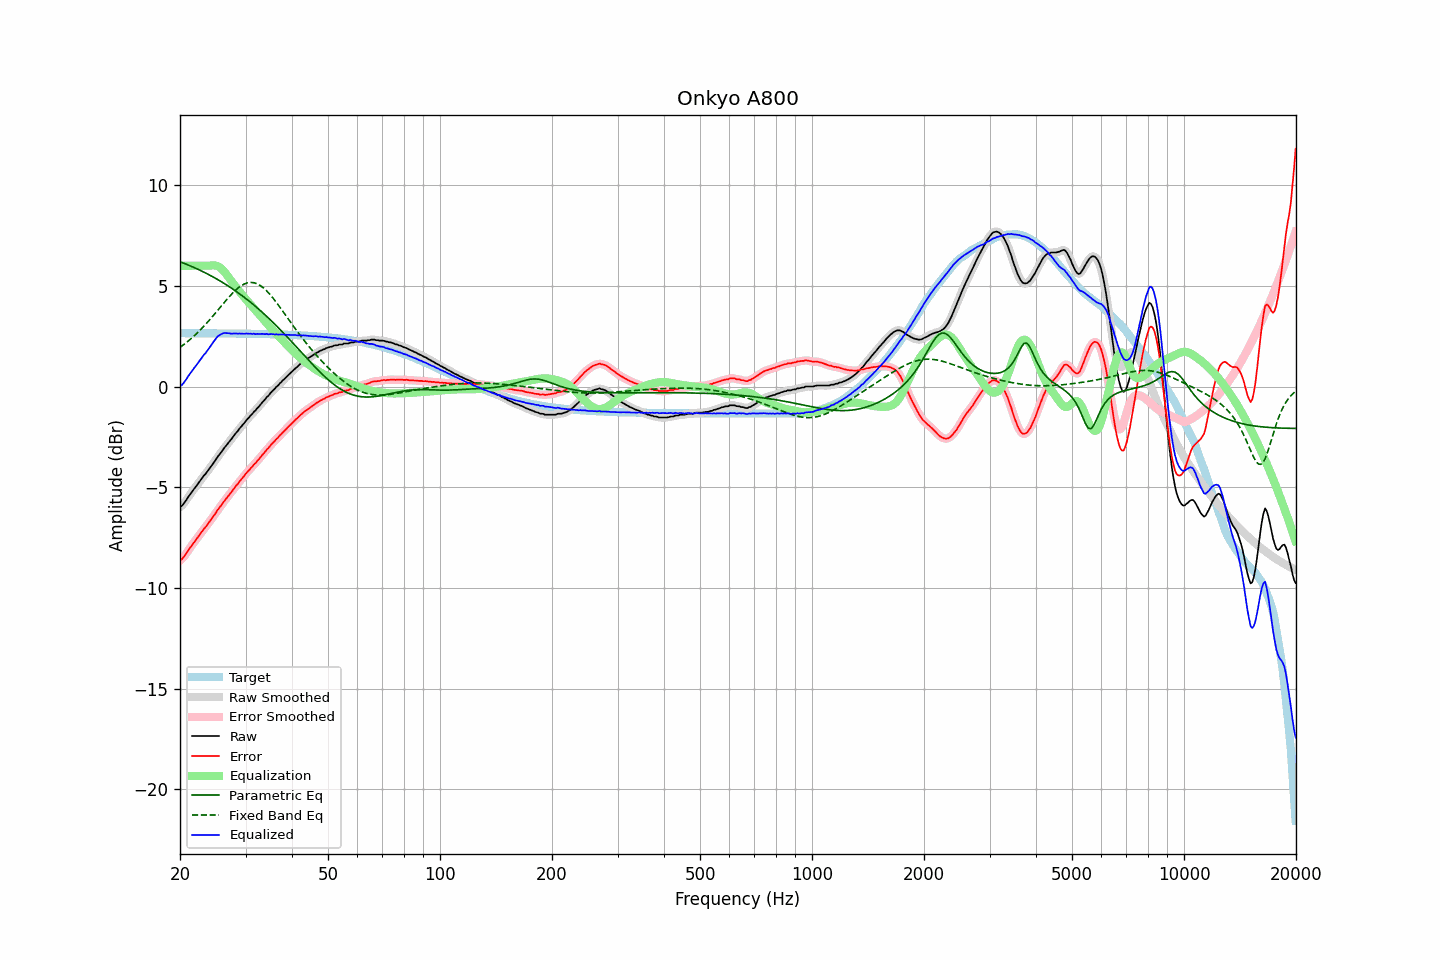 Onkyo A800
10
5
0
−5
−10
−15
−20
Amplitude (dBr)
Target
Raw Smoothed
Error Smoothed
Raw
Error
Equalization
Parametric Eq
Fixed Band Eq
Equalized
20 50 100 200 500 1000 2000 5000 10000 20000
Frequency (Hz)